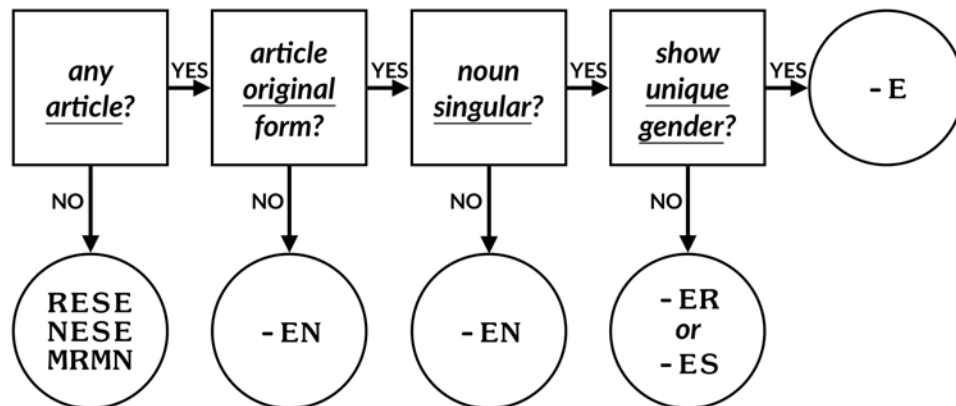 any
article?
YES
article
original
form?
YES
noun
singular?
YES
show
unique
gender?
YES
- E
NO
NO
NO
NO
RESE
NESE
MRMN
- EN
- EN
- ER
or
- ES